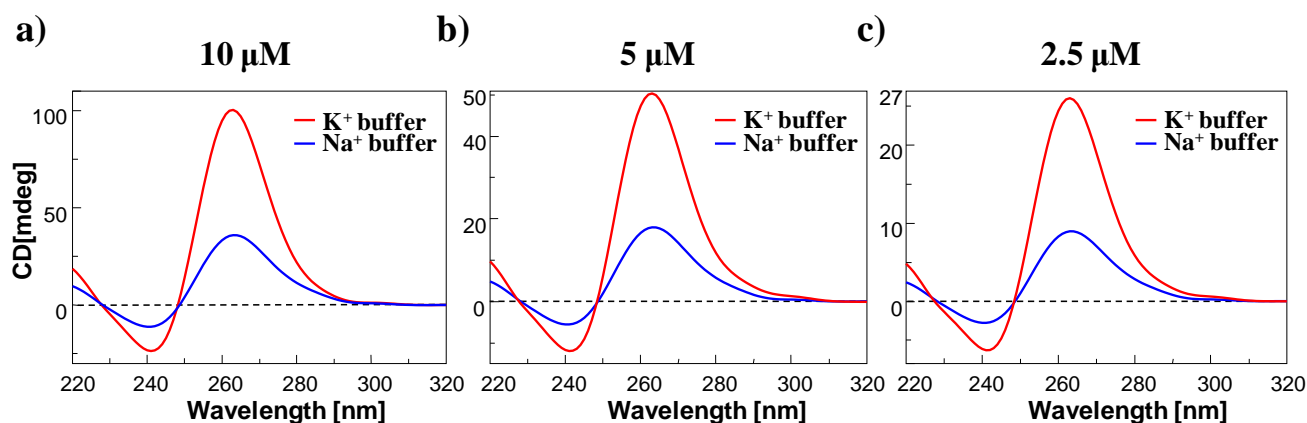 a)
10 µM
K+ buffer
Na+ buffer
CD[mdeg]
100
50
0
220 240 260 280 300 320
Wavelength [nm]
b)
5 µM
K+ buffer
Na+ buffer
50
40
20
0
220 240 260 280 300 320
Wavelength [nm]
c)
2.5 µM
K+ buffer
Na+ buffer
27
20
10
0
220 240 260 280 300 320
Wavelength [nm]